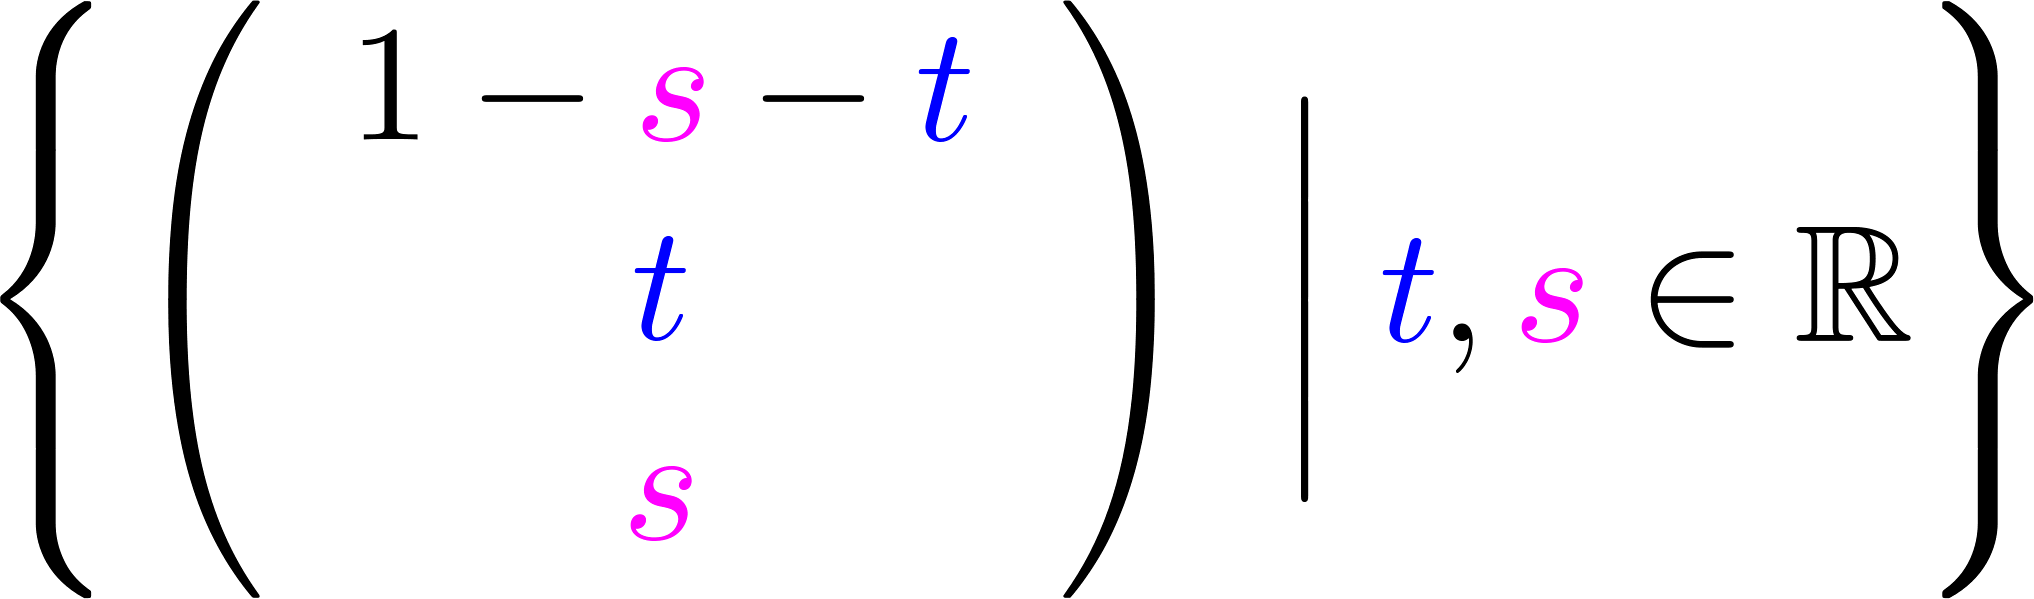 1 − s − t
t
s
{ ( ) | t, s ∈ ℝ }